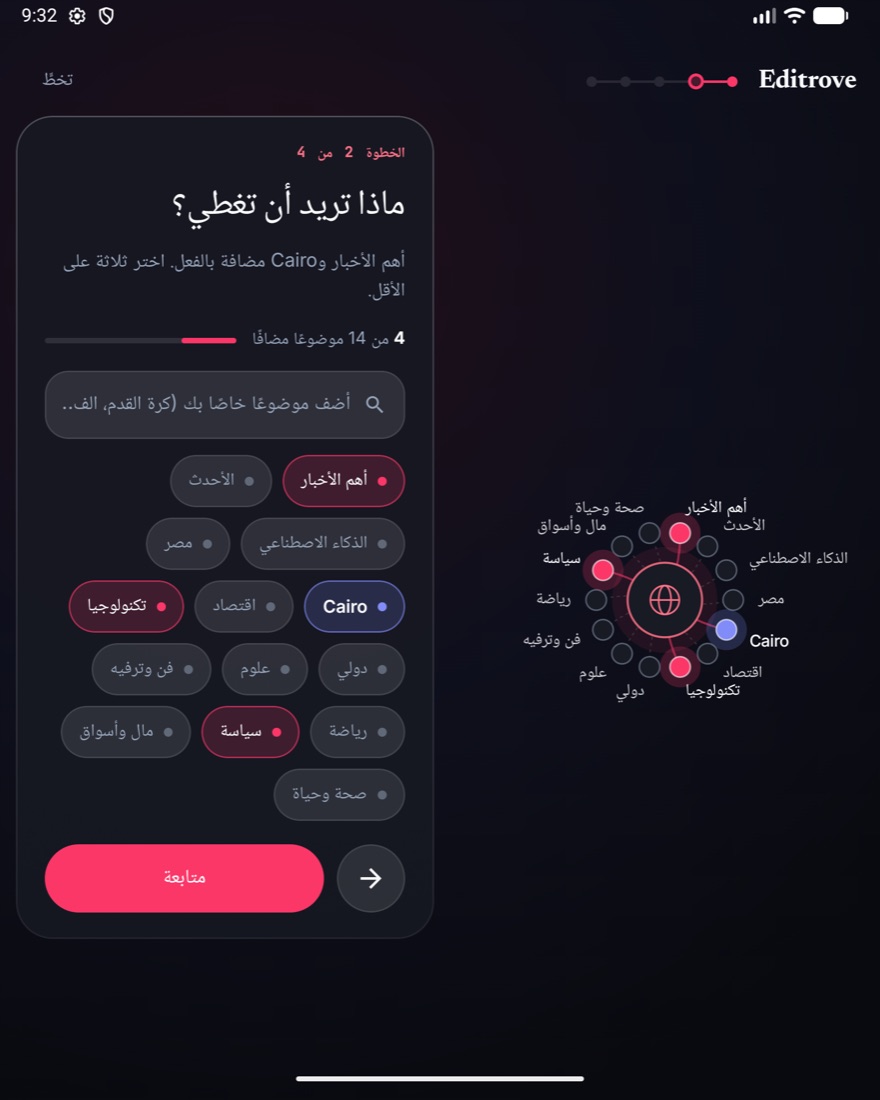 9:32
Editrove
تخطَّ
الخطوة 2 من 4
ماذا تريد أن تغطي؟
أهم الأخبار وCairo مضافة بالفعل. اختر ثلاثة على
الأقل.
4 من 14 موضوعًا مضافًا
أضف موضوعًا خاصًا بك (كرة القدم، الف..
أهم الأخبار
الأحدث
الذكاء الاصطناعي
مصر
Cairo
اقتصاد
تكنولوجيا
دولي
علوم
فن وترفيه
رياضة
سياسة
مال وأسواق
صحة وحياة
متابعة
أهم الأخبار
الأحدث
الذكاء الاصطناعي
مصر
Cairo
اقتصاد
تكنولوجيا
دولي
علوم
فن وترفيه
رياضة
سياسة
مال وأسواق
صحة وحياة